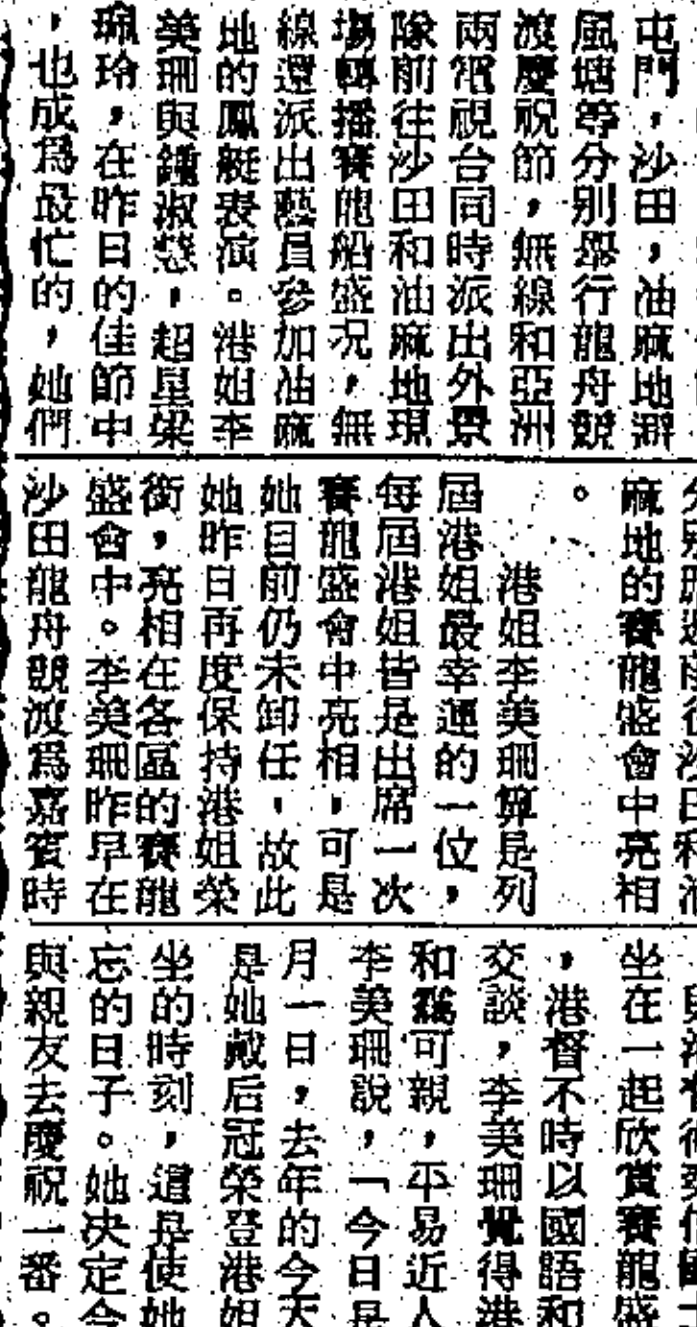 屯門，沙田，油麻地避
風塘等分別舉行龍舟競
渡慶祝節，無線和亞洲
兩電視台同時派出外景
隊前往沙田和油麻地現
塲轉播賽龍船盛况，無
線還派出藝員參加油麻
地的鳳艇表演。港姐李
美珊與鍾淑慧，超星梁
珮玲，在昨日的佳節中
，也成爲最忙的，她們
麻地的賽龍盛會中亮相
。
港姐李美珊算是列
屆港姐最幸運的一位，
每屆港姐皆是出席一次
賽龍盛會中亮相，可是
她目前仍未卸任，故此
她昨日再度保持港姐榮
銜，亮相在各區的賽龍
盛會中。李美珊昨早在
沙田龍舟競渡爲嘉賓時
坐在一起欣賞賽龍盛
，港督不時以國語和
交談，李美珊覺得港
和靄可親，平易近人
李美珊說，「今日是
月一日，去年的今天
是她戴后冠榮登港姐
坐的時刻，這是使她
忘的日子。她决定今
與親友去慶祝一番。